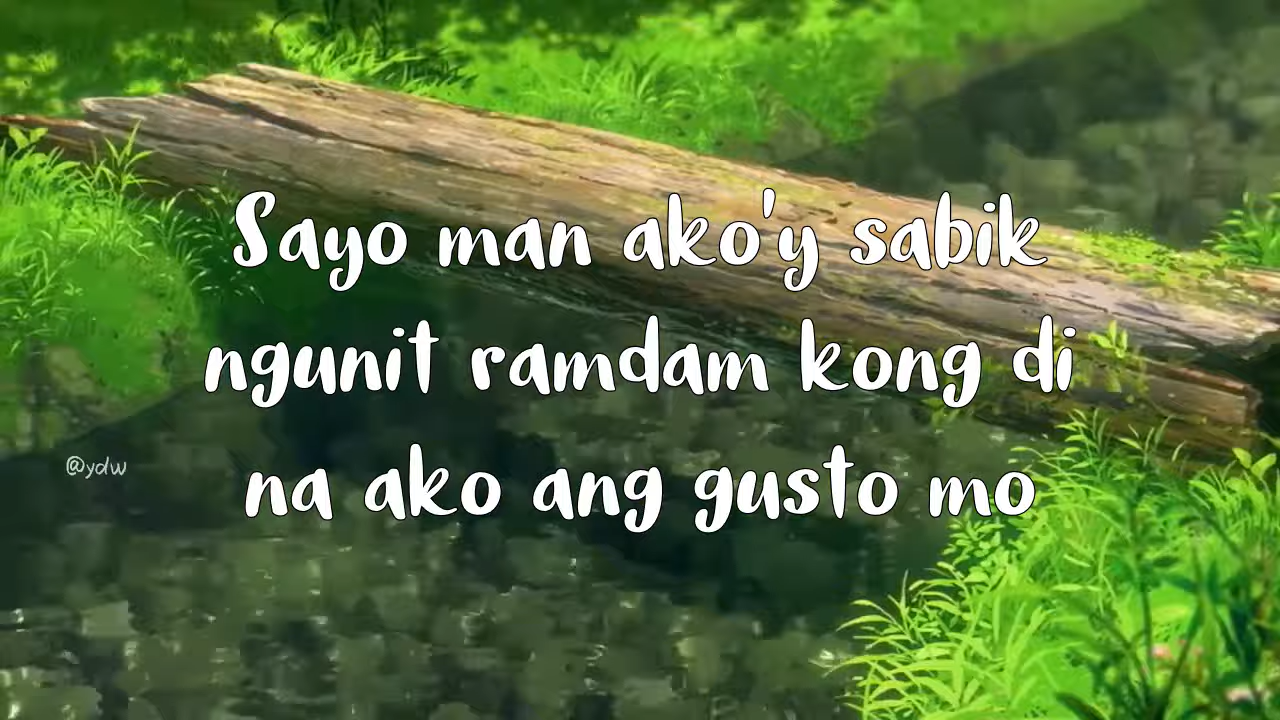 Sayo man ako'y sabik
ngunit ramdam kong di
na ako ang gusto mo
@ydw